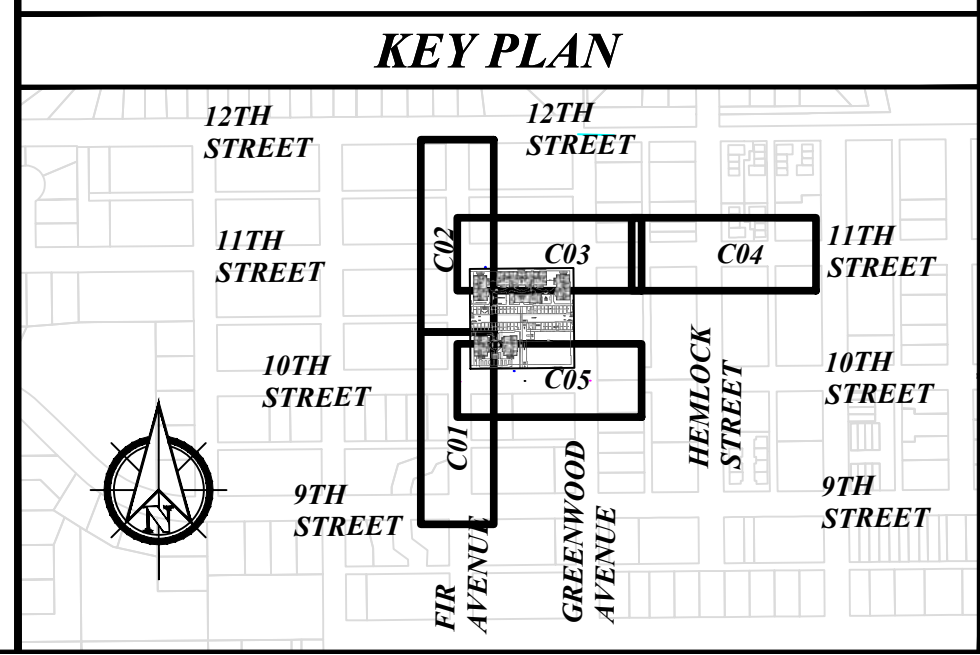 KEY PLAN
12TH
STREET
12TH
STREET
11TH
STREET
C02
C03
C04
11TH
STREET
10TH
STREET
C05
HEMLOCK
STREET
10TH
STREET
C01
9TH
STREET
9TH
STREET
FIR
AVENUE
GREENWOOD
AVENUE
N